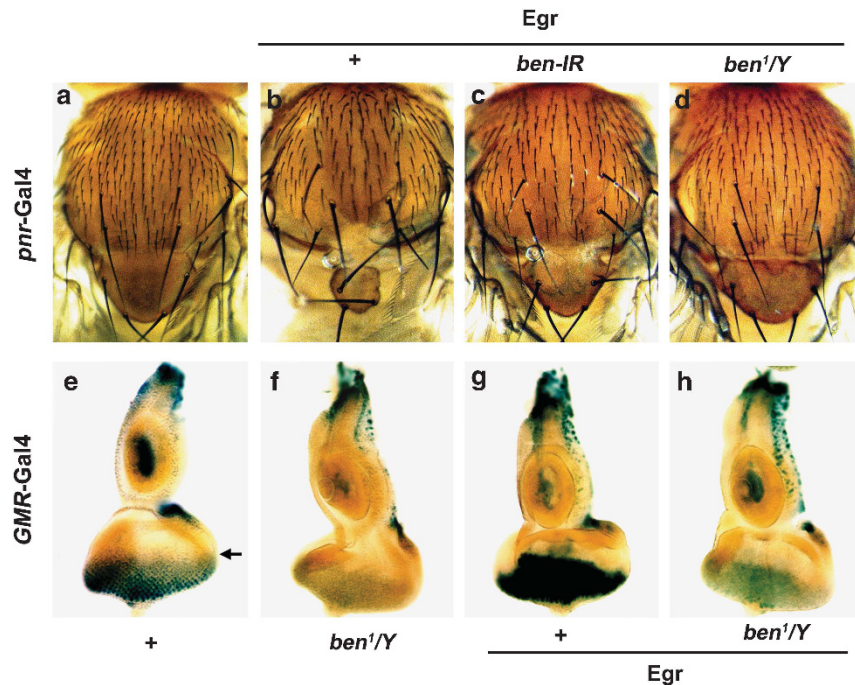 Egr
+ ben-IR ben¹/Y
a b c d
pnr-Gal4
e f g h
GMR-Gal4
+ ben¹/Y + ben¹/Y
Egr